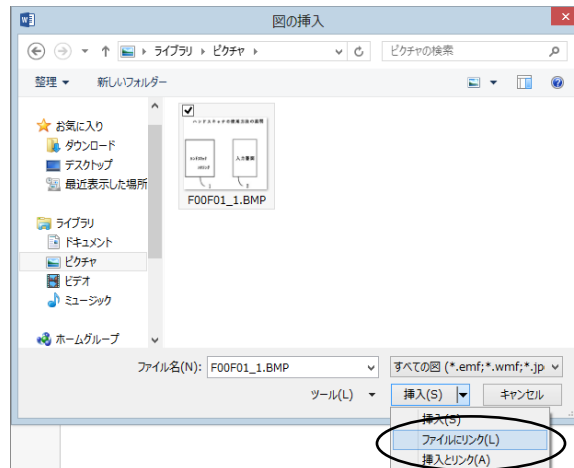 図の挿入
ライブラリ ピクチャ
ピクチャの検索
整理
新しいフォルダー
お気に入り
ダウンロード
デスクトップ
最近表示した場所
ライブラリ
ドキュメント
ピクチャ
ビデオ
ミュージック
ホームグループ
入力画面
1
2
F00F01_1.BMP
ファイル名(N): F00F01_1.BMP
すべての図 (*.emf;*.wmf;*.jp
ツール(L)
挿入(S)
キャンセル
挿入(S)
ファイルにリンク(L)
挿入とリンク(A)